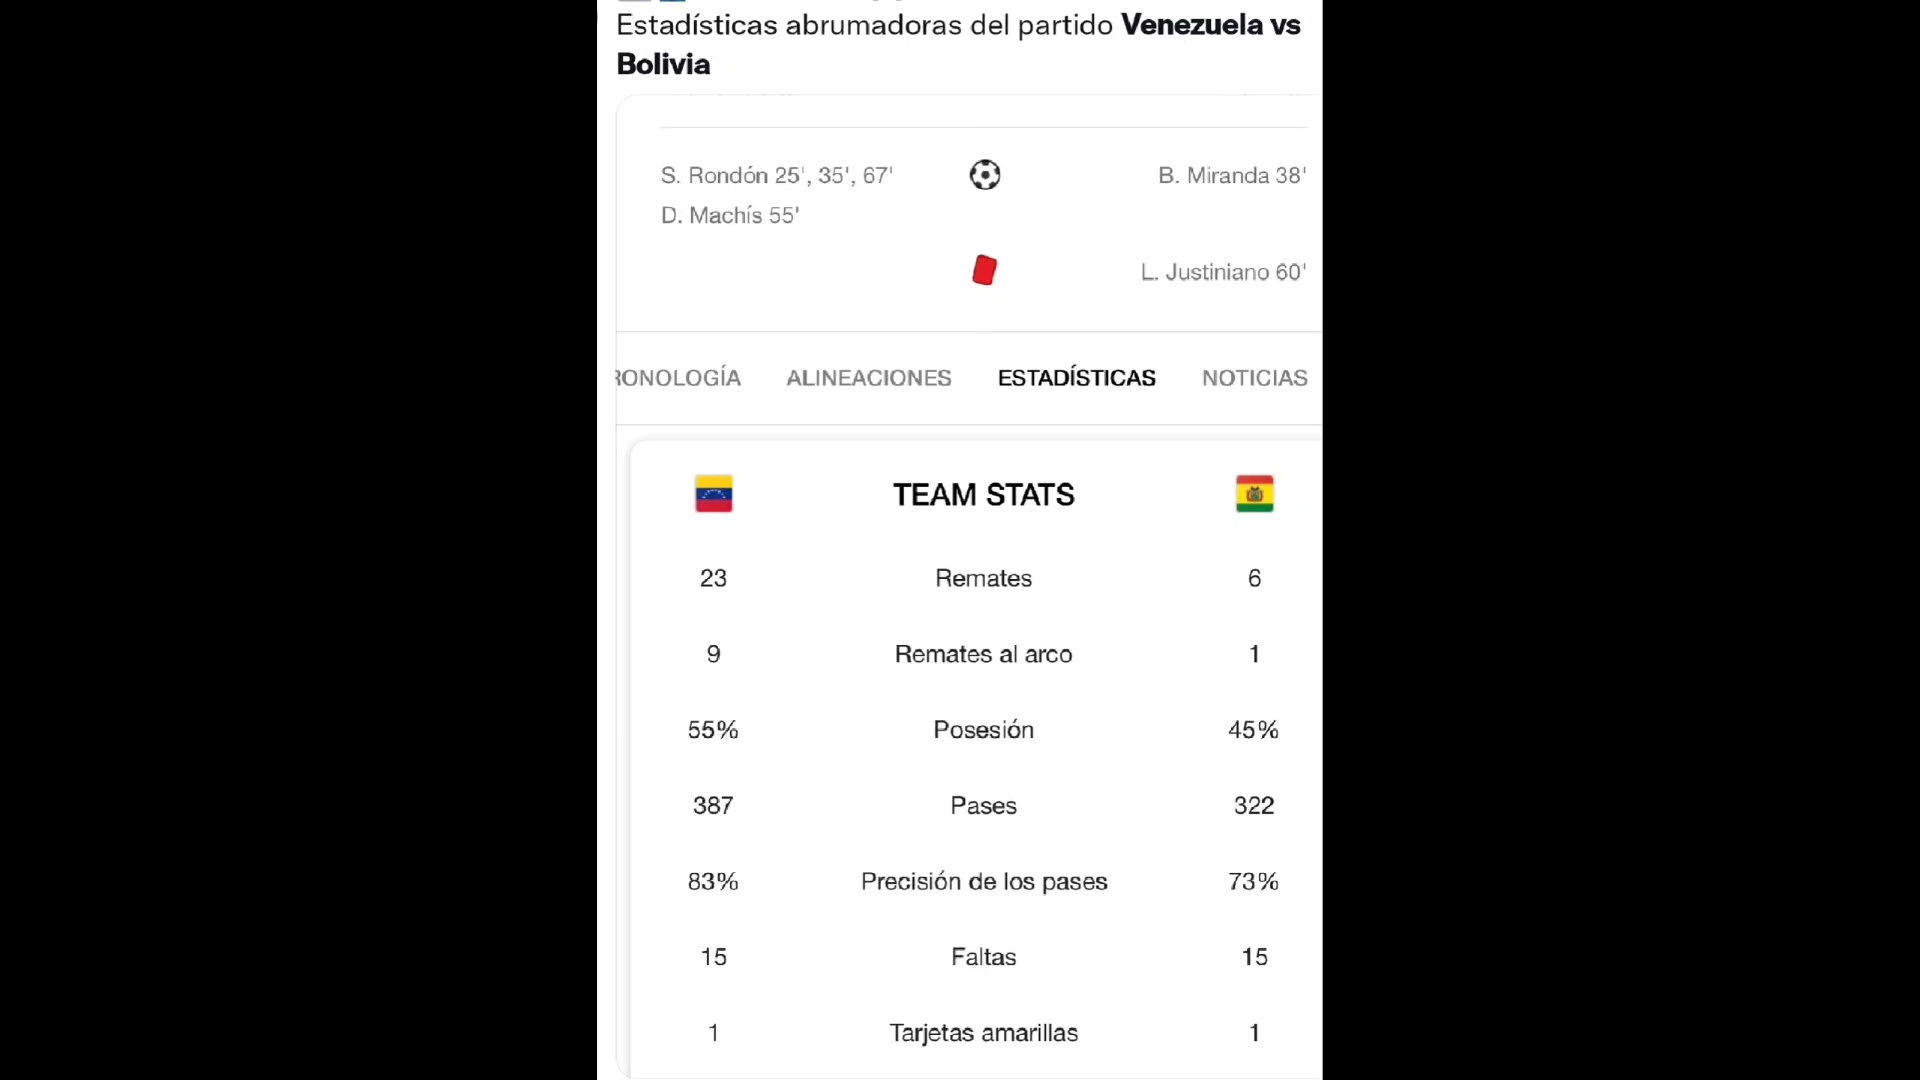 Estadísticas abrumadoras del partido Venezuela vs
Bolivia
S. Rondón 25', 35', 67' B. Miranda 38'
D. Machís 55'
L. Justiniano 60'
RONOLOGÍA ALINEACIONES ESTADÍSTICAS NOTICIAS
TEAM STATS
23 Remates 6
9 Remates al arco 1
55% Posesión 45%
387 Pases 322
83% Precisión de los pases 73%
15 Faltas 15
1 Tarjetas amarillas 1